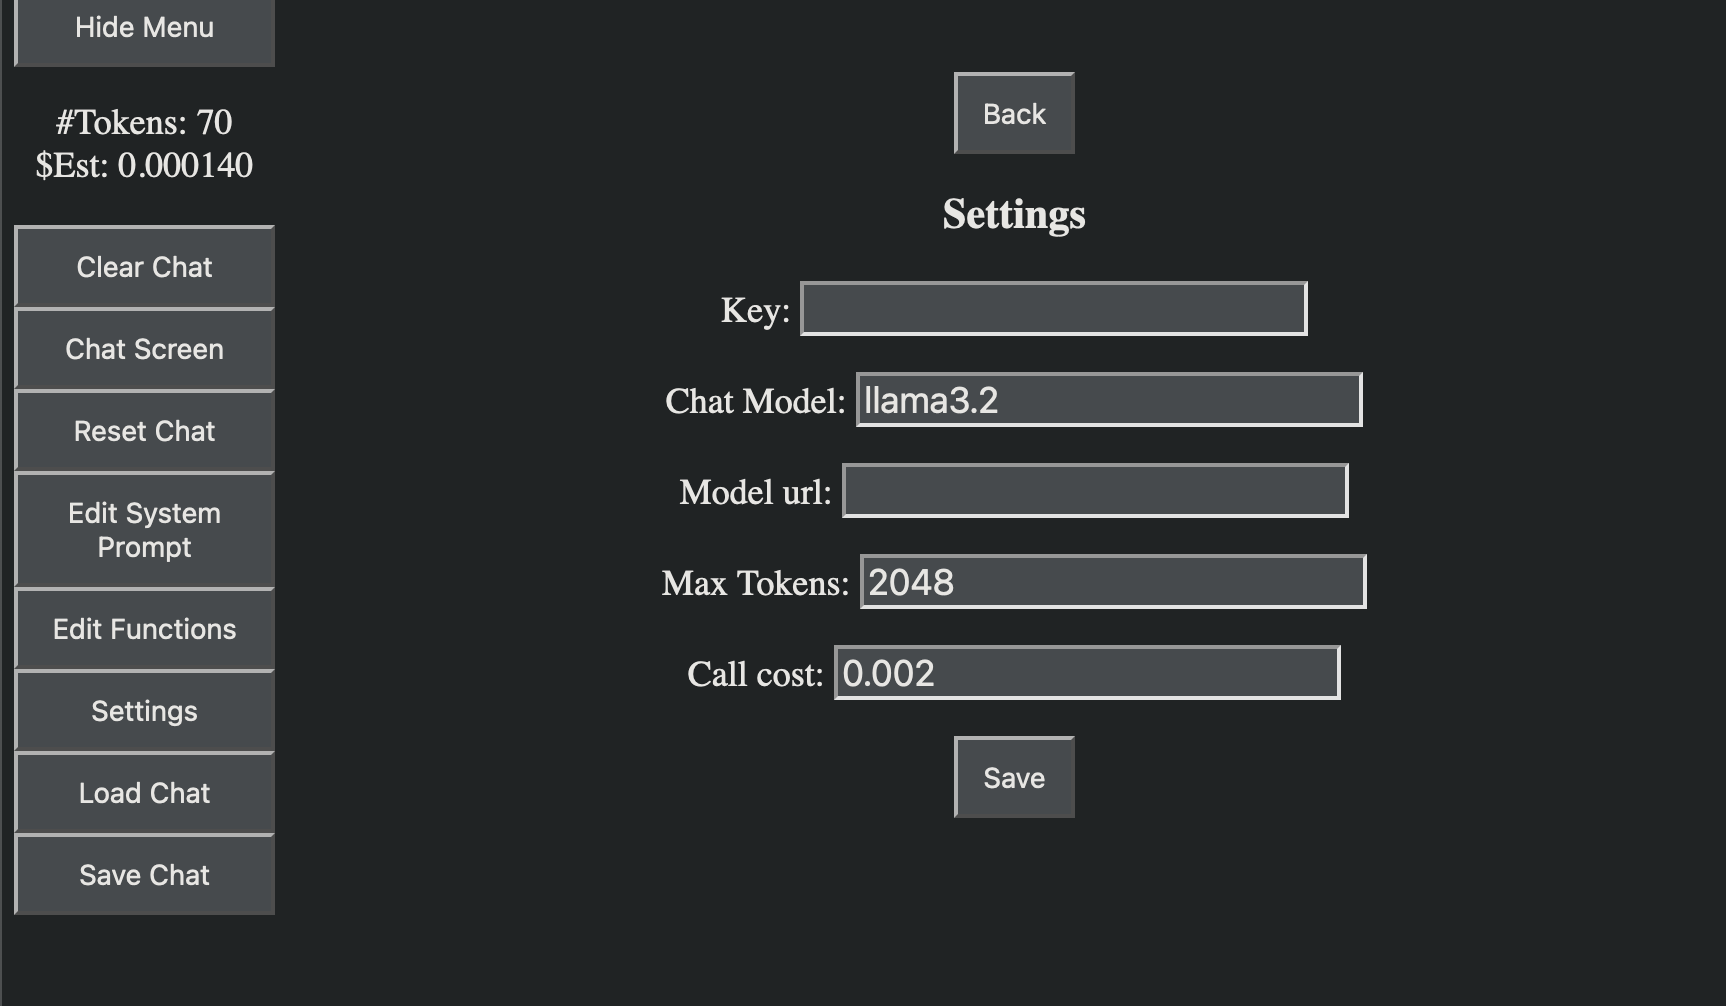 Hide Menu
#Tokens: 70
$Est: 0.000140
Clear Chat
Chat Screen
Reset Chat
Edit System
Prompt
Edit Functions
Settings
Load Chat
Save Chat
Back
Settings
Key:
Chat Model: llama3.2
Model url:
Max Tokens: 2048
Call cost: 0.002
Save